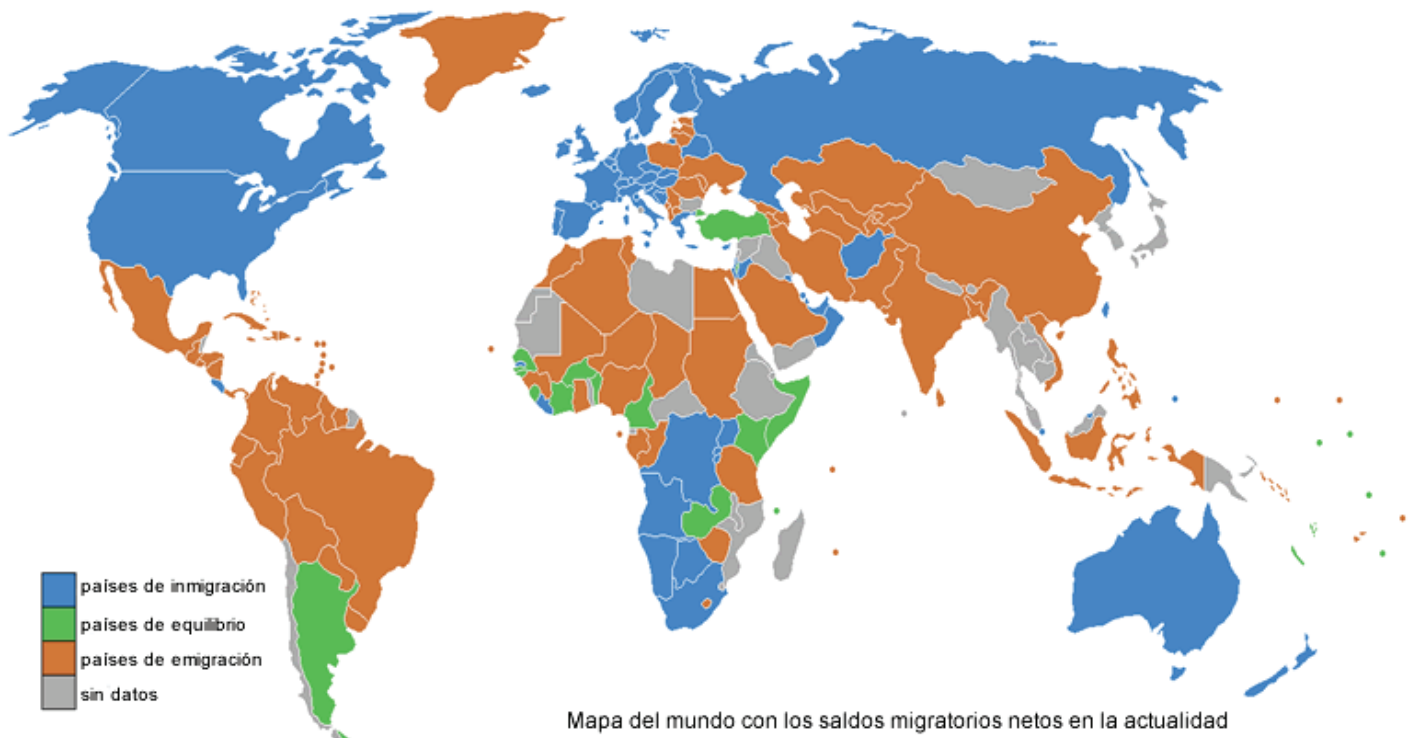 países de inmigración
países de equilibrio
países de emigración
sin datos
Mapa del mundo con los saldos migratorios netos en la actualidad